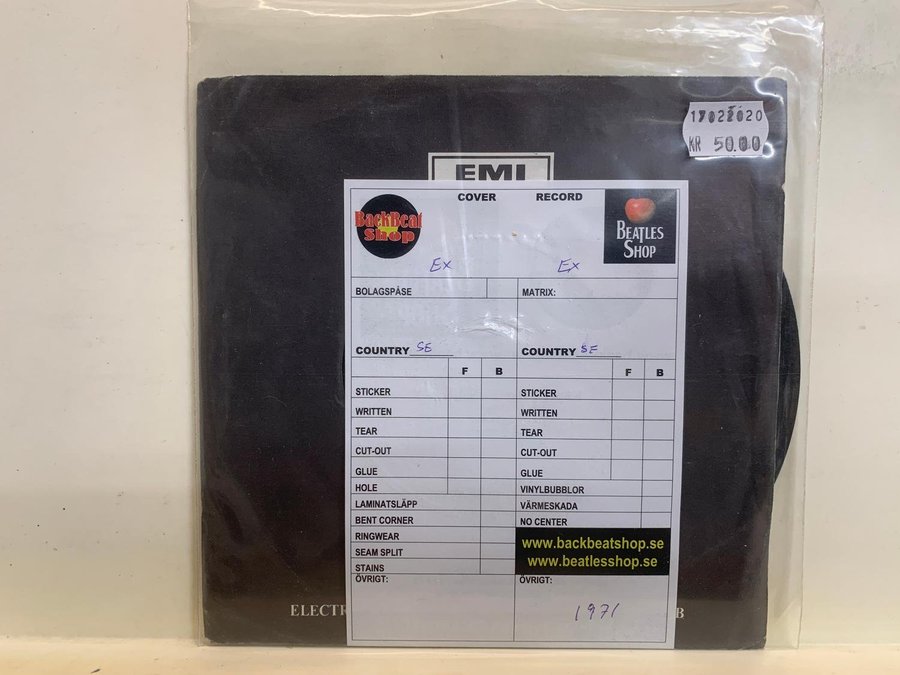 17022020
KR 50.00
EMI
COVER RECORD
BackBeat
Shop
BEATLES
SHOP
Ex Ex
BOLAGSPÅSE MATRIX:
COUNTRY SE COUNTRY SE
F B F B
STICKER STICKER
WRITTEN WRITTEN
TEAR TEAR
CUT-OUT CUT-OUT
GLUE GLUE
HOLE VINYLBUBBLOR
LAMINATSLÄPP VÄRMESKADA
BENT CORNER NO CENTER
RINGWEAR
SEAM SPLIT
STAINS
www.backbeatshop.se
www.beatlesshop.se
ÖVRIGT: ÖVRIGT:
1971
ELECTR B